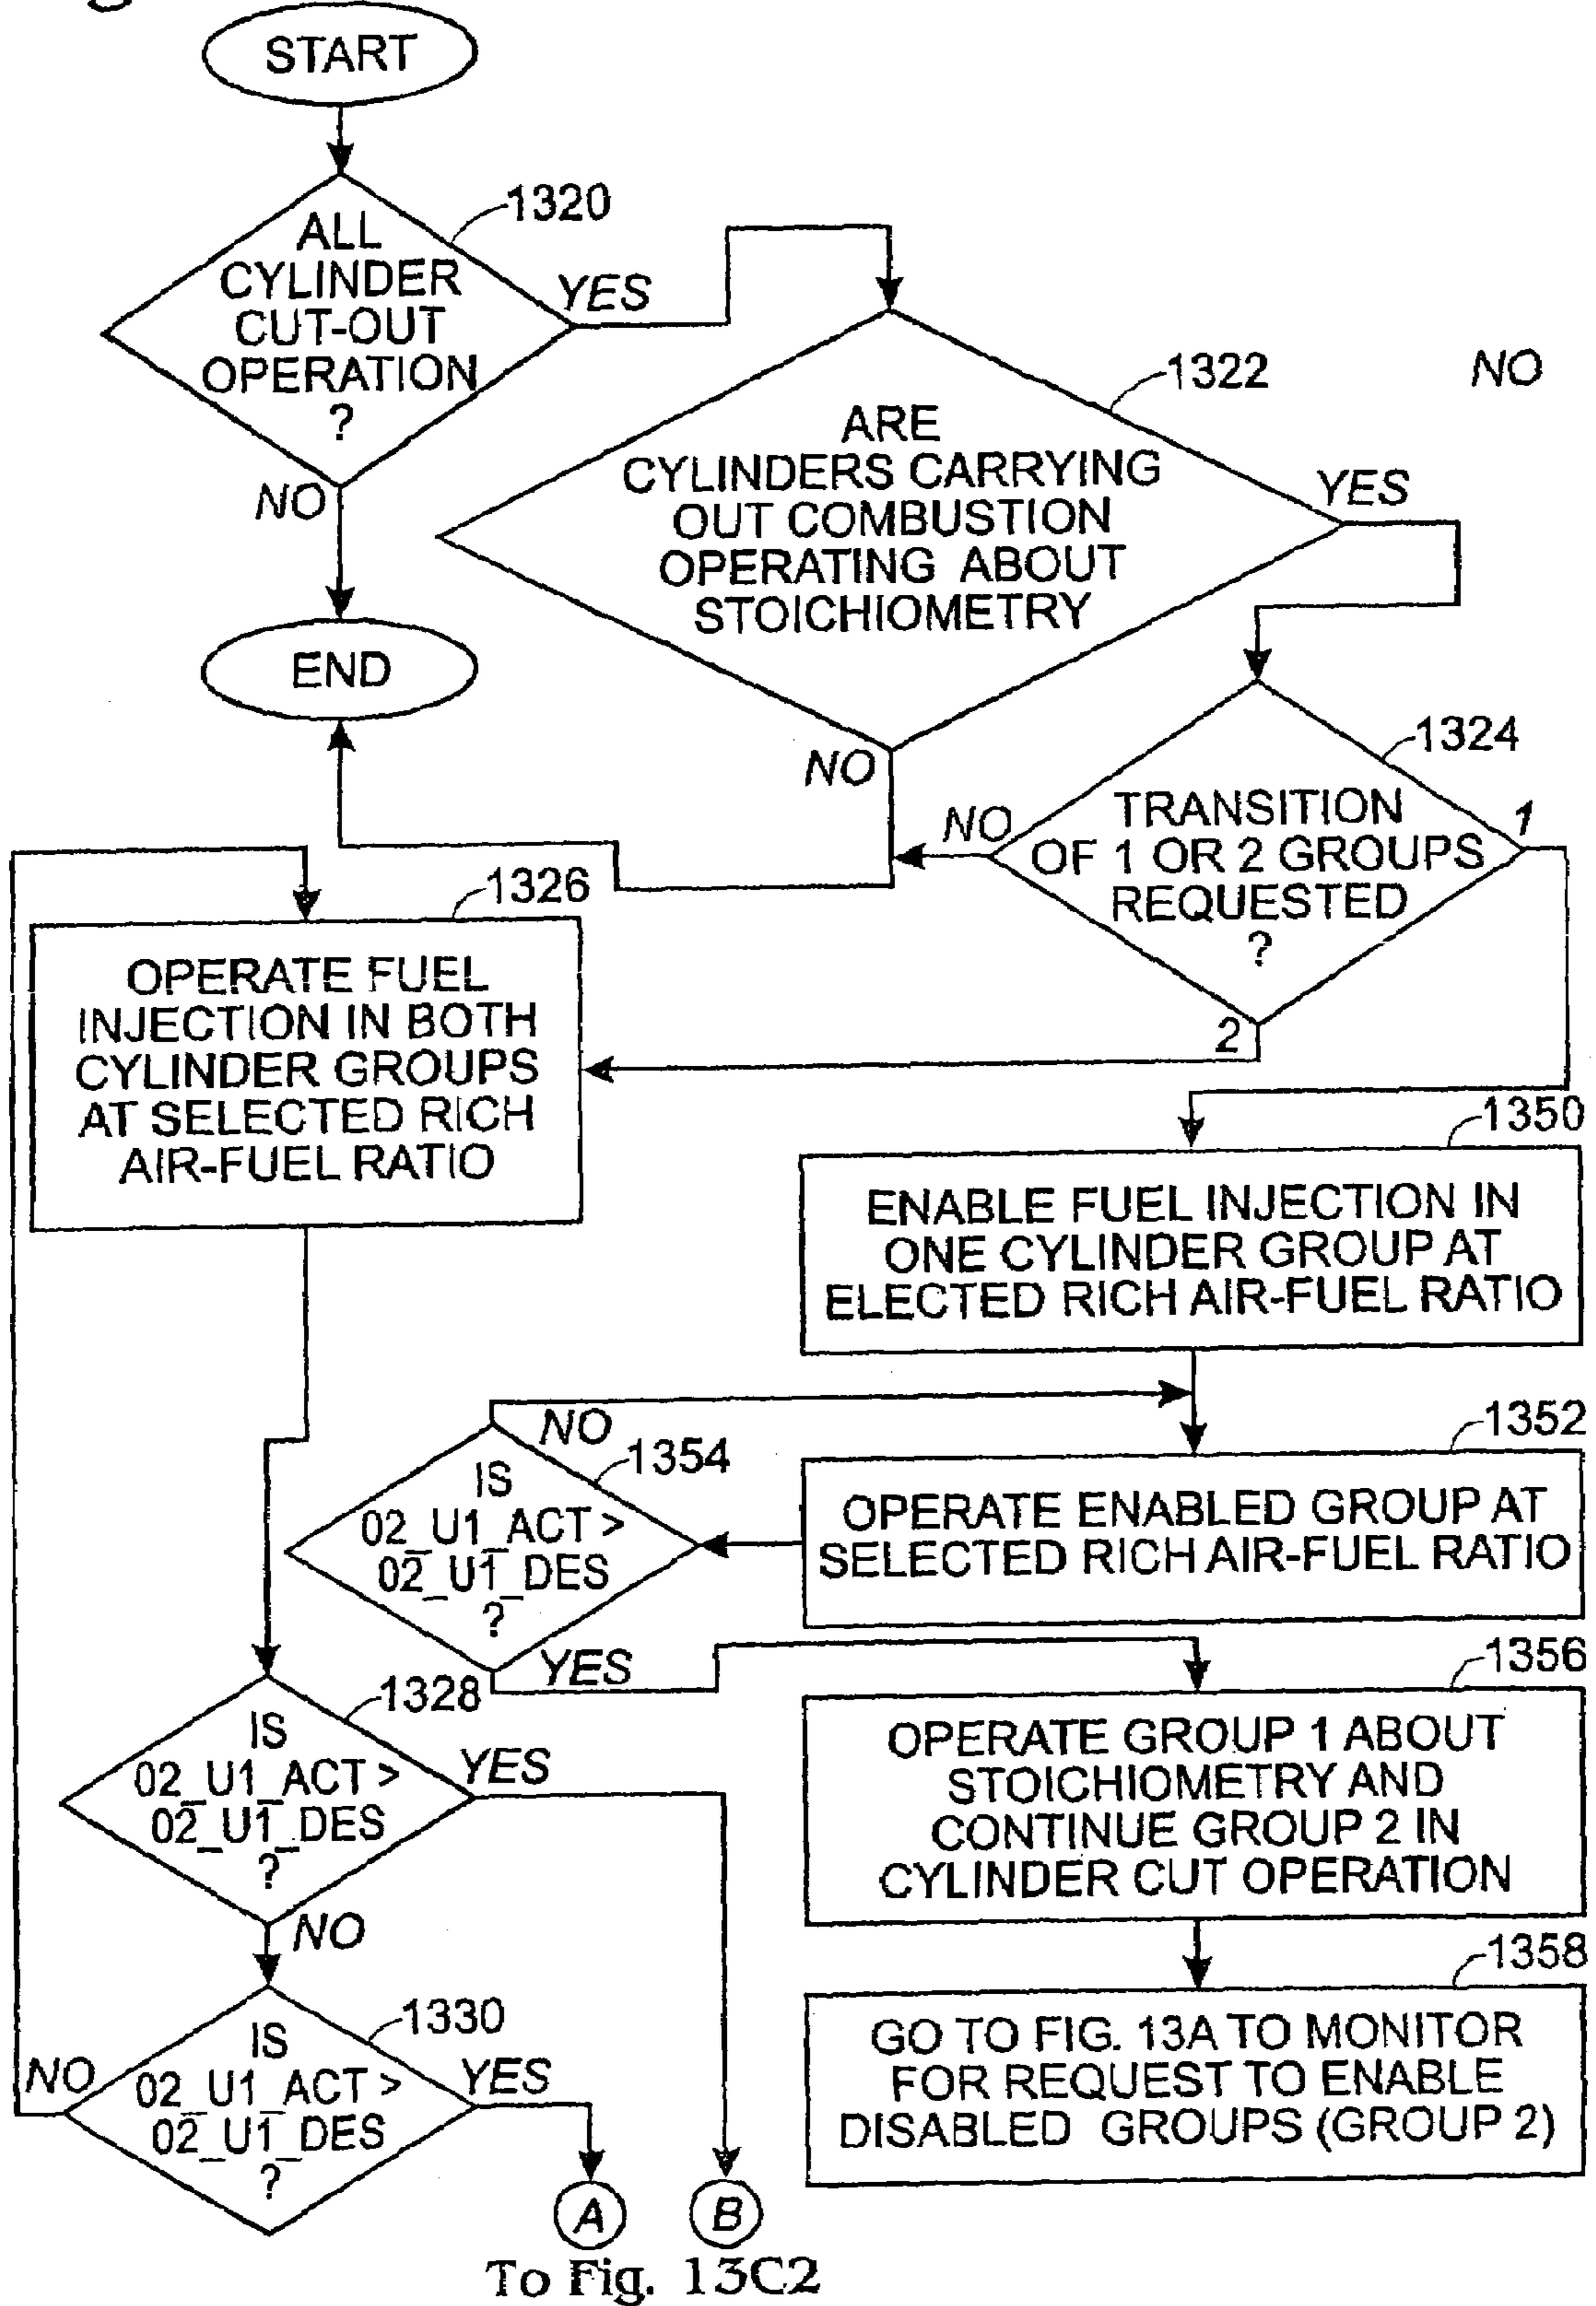 START
1320
ALL
CYLINDER
CUT-OUT
OPERATION
?
YES
NO
END
1322
NO
ARE
CYLINDERS CARRYING
OUT COMBUSTION
OPERATING ABOUT
STOICHIOMETRY
YES
NO
1324
TRANSITION
OF 1 OR 2 GROUPS
REQUESTED
?
NO
1
2
1326
OPERATE FUEL
INJECTION IN BOTH
CYLINDER GROUPS
AT SELECTED RICH
AIR-FUEL RATIO
1350
ENABLE FUEL INJECTION IN
ONE CYLINDER GROUP AT
ELECTED RICH AIR-FUEL RATIO
1352
OPERATE ENABLED GROUP AT
SELECTED RICH AIR-FUEL RATIO
NO
1354
IS
02_U1_ACT >
02_U1_DES
?
YES
1356
OPERATE GROUP 1 ABOUT
STOICHIOMETRY AND
CONTINUE GROUP 2 IN
CYLINDER CUT OPERATION
1358
GO TO FIG. 13A TO MONITOR
FOR REQUEST TO ENABLE
DISABLED GROUPS (GROUP 2)
1328
IS
02_U1_ACT >
02_U1_DES
?
YES
NO
1330
IS
02_U1_ACT >
02_U1_DES
?
NO
YES
A
B
To Fig. 13C2